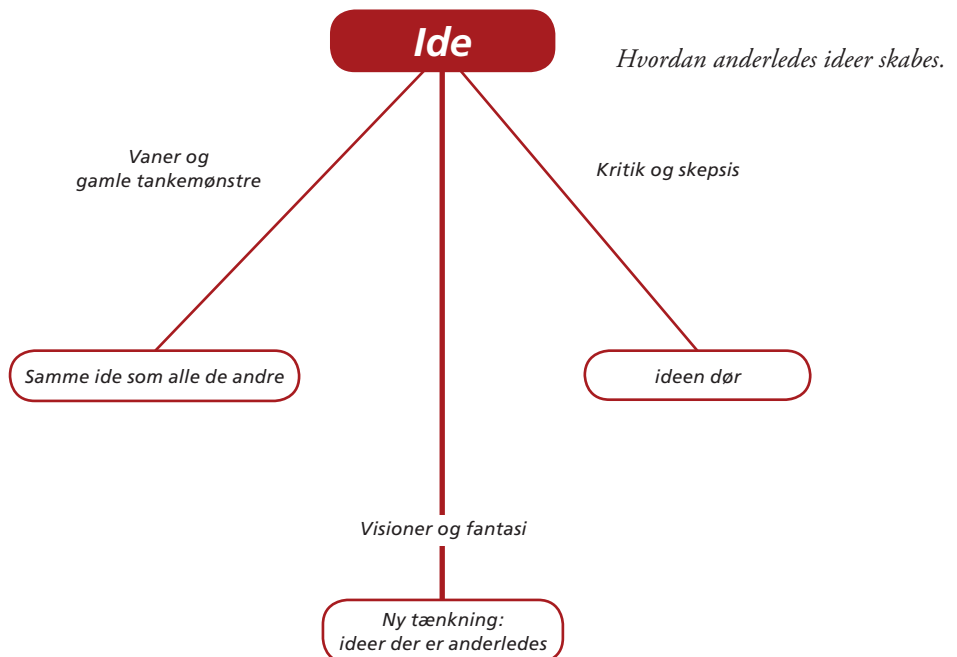 Ide
Hvordan anderledes ideer skabes.
Vaner og
gamle tankemønstre
Kritik og skepsis
Samme ide som alle de andre
ideen dør
Visioner og fantasi
Ny tænkning:
ideer der er anderledes